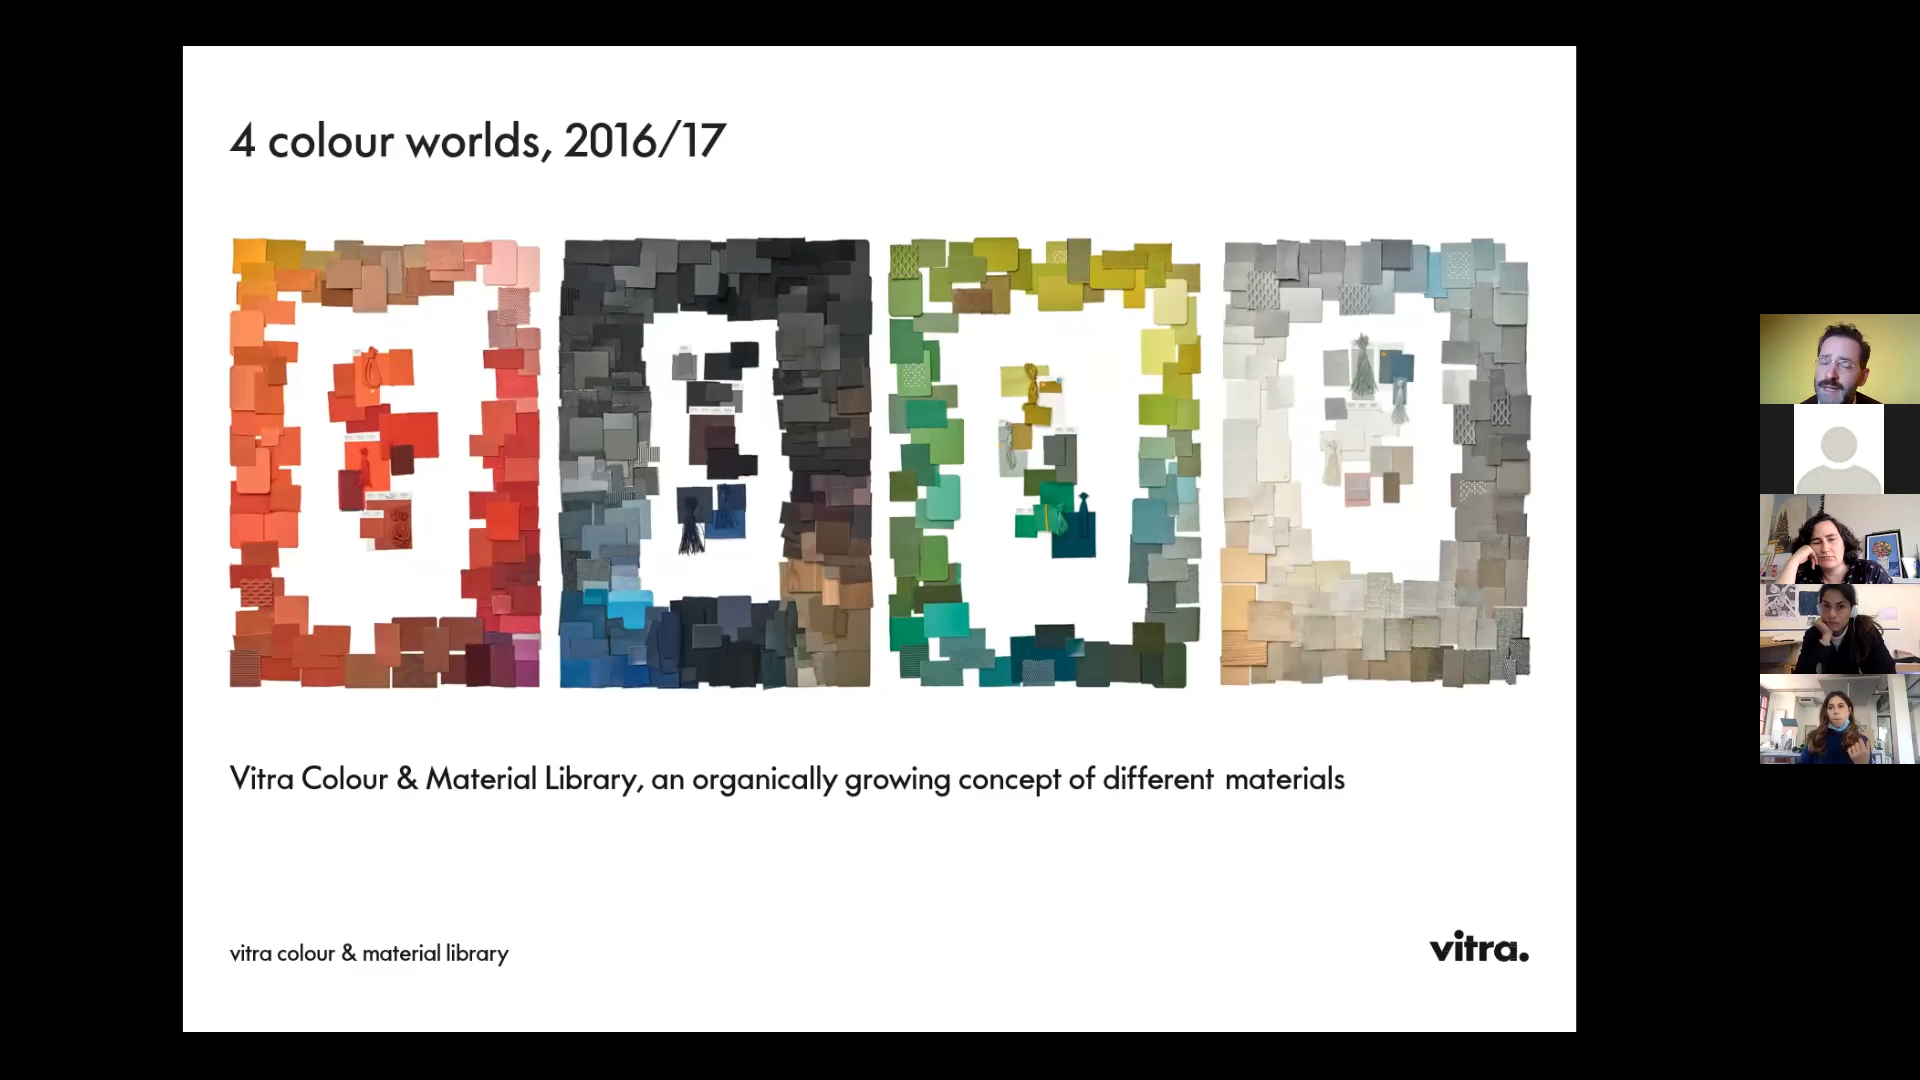 4 colour worlds, 2016/17
Vitra Colour & Material Library, an organically growing concept of different materials
vitra colour & material library
vitra.